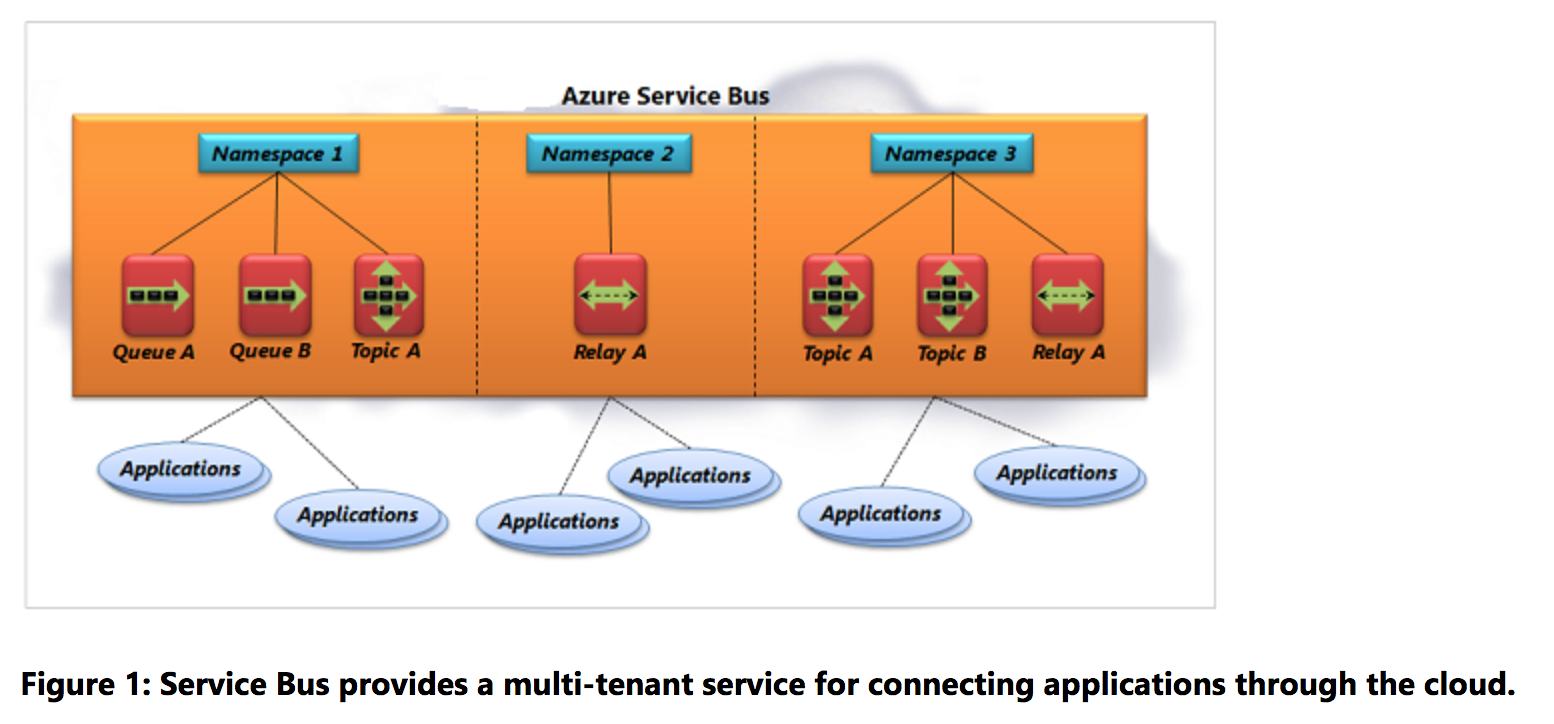 Azure Service Bus
Namespace 1
Namespace 2
Namespace 3
Queue A
Queue B
Topic A
Relay A
Topic A
Topic B
Relay A
Applications
Applications
Applications
Applications
Applications
Applications
Figure 1: Service Bus provides a multi-tenant service for connecting applications through the cloud.